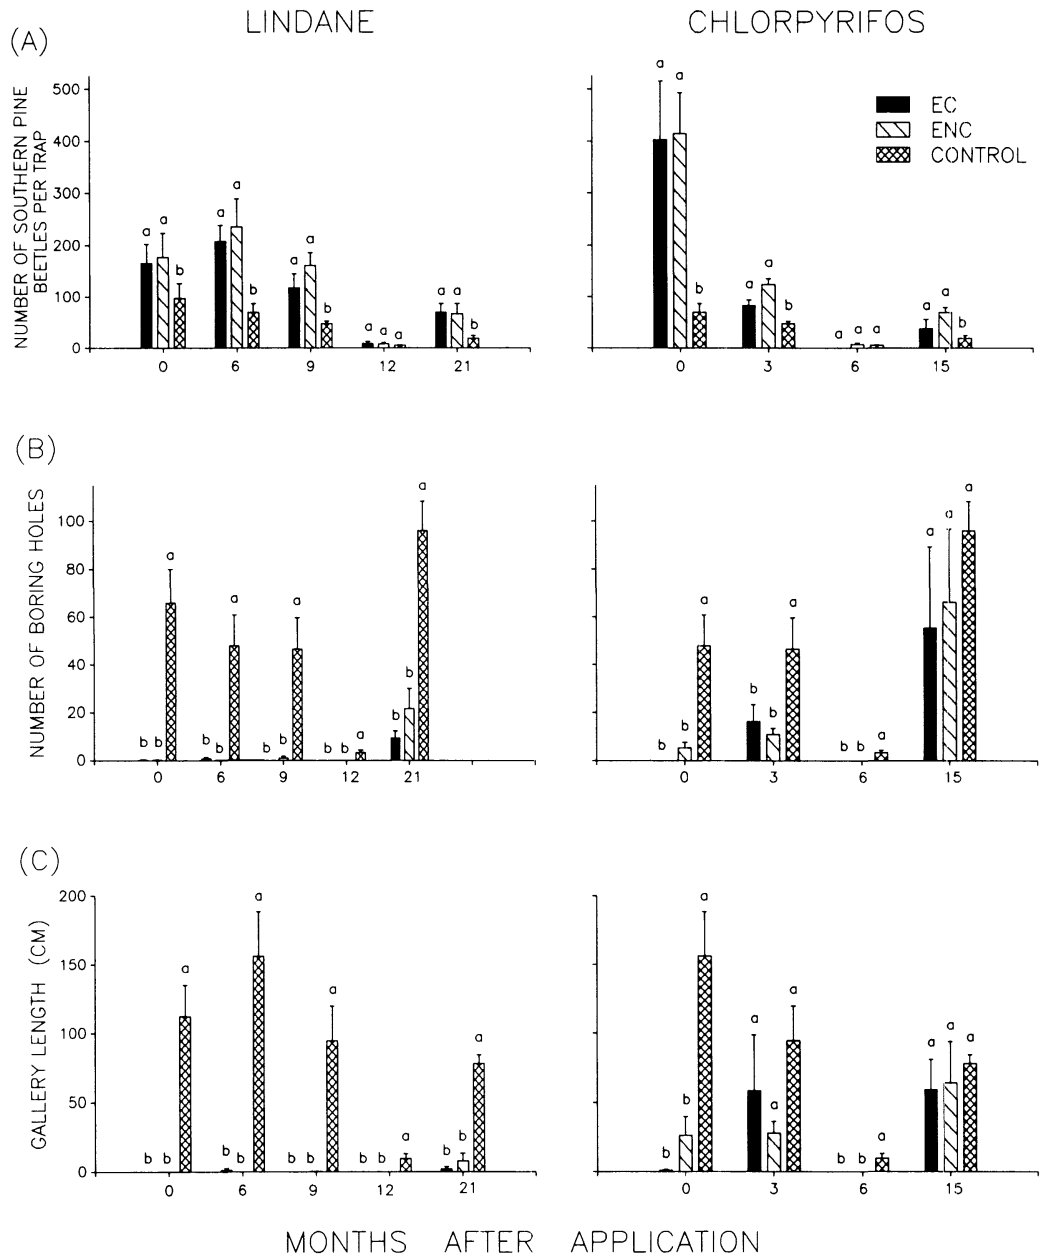 LINDANE
CHLORPYRIFOS
(A)
NUMBER OF SOUTHERN PINE
BEETLES PER TRAP
500
400
300
200
100
0
a a b
a a b
a a b
a a a
a a b
0 6 9 12 21
a a b
a a b
a a a
a a b
0 3 6 15
EC
ENC
CONTROL
(B)
NUMBER OF BORING HOLES
100
80
60
40
20
0
b b a
b b a
b b a
b b a
b b a
0 6 9 12 21
b b a
b b a
b b a
a a a
0 3 6 15
(C)
GALLERY LENGTH (CM)
200
150
100
50
0
b b a
b b a
b b a
b b a
b b a
0 6 9 12 21
b b a
a a a
b b a
a a a
0 3 6 15
MONTHS AFTER APPLICATION